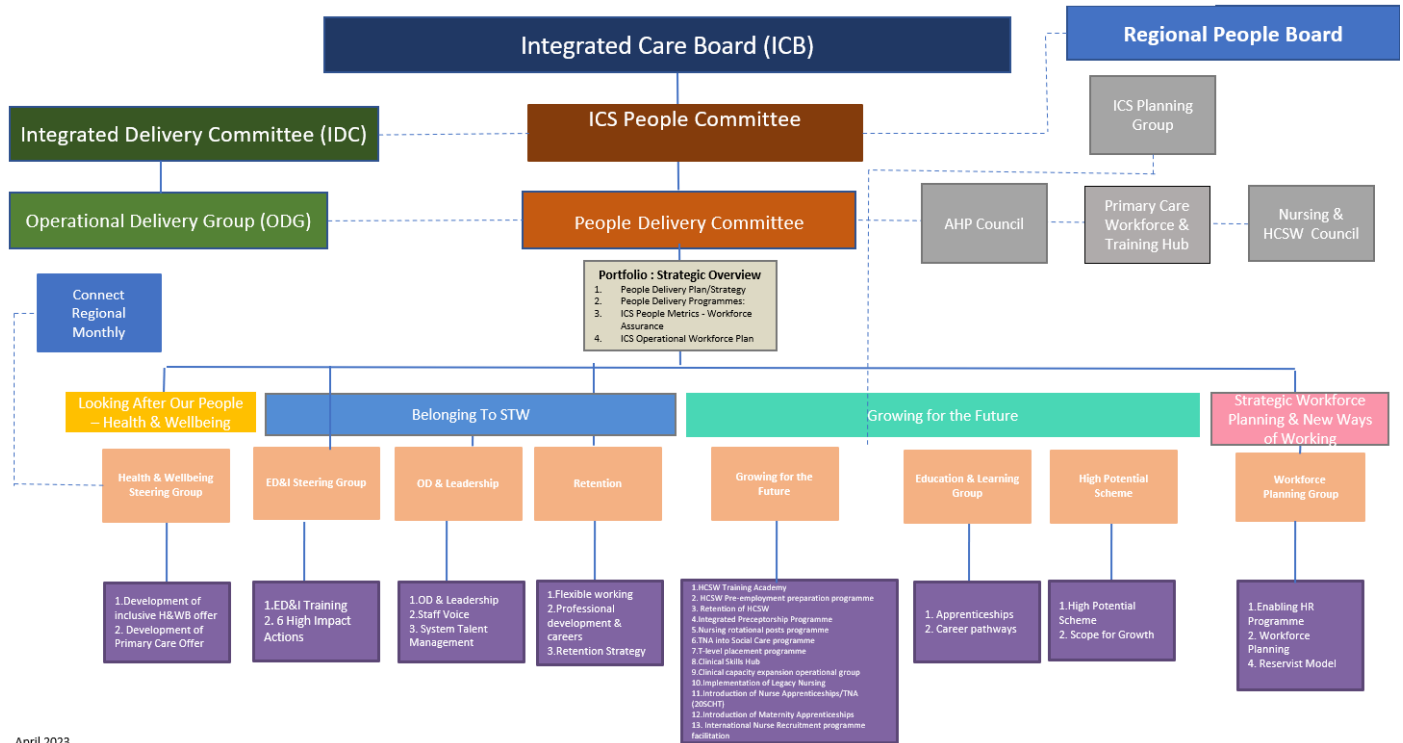 Integrated Care Board (ICB)
Regional People Board
ICS Planning
Group
Integrated Delivery Committee (IDC)
ICS People Committee
Operational Delivery Group (ODG)
People Delivery Committee
AHP Council
Primary Care
Workforce &
Training Hub
Nursing &
HCSW Council
Connect
Regional
Monthly
Portfolio : Strategic Overview
1. People Delivery Plan/Strategy
2. People Delivery Programmes:
3. ICS People Metrics - Workforce
Assurance
4. ICS Operational Workforce Plan
Looking After Our People
– Health & Wellbeing
Belonging To STW
Growing for the Future
Strategic Workforce
Planning & New Ways
of Working
Health & Wellbeing
Steering Group
ED&I Steering Group
OD & Leadership
Retention
Growing for the
Future
Education & Learning
Group
High Potential
Scheme
Workforce
Planning Group
1.Development of
inclusive H&WB offer
2. Development of
Primary Care Offer
1.ED&I Training
2. 6 High Impact
Actions
1.OD & Leadership
2.Staff Voice
3. System Talent
Management
1.Flexible working
2.Professional
development &
careers
3.Retention Strategy
1.HCSW Training Academy
2. HCSW Pre-employment preparation programme
3. Retention of HCSW
4.Integrated Preceptorship Programme
5.Nursing rotational posts programme
6.TNA into Social Care programme
7.T-level placement programme
8.Clinical Skills Hub
9.Clinical capacity expansion operational group
10.Implementation of Legacy Nursing
11.Introduction of Nurse Apprenticeships/TNA
(20SCHT)
12.Introduction of Maternity Apprenticeships
13. International Nurse Recruitment programme
facilitation
1. Apprenticeships
2. Career pathways
1.High Potential
Scheme
2. Scope for Growth
1.Enabling HR
Programme
2. Workforce
Planning
4. Reservist Model
April 2023